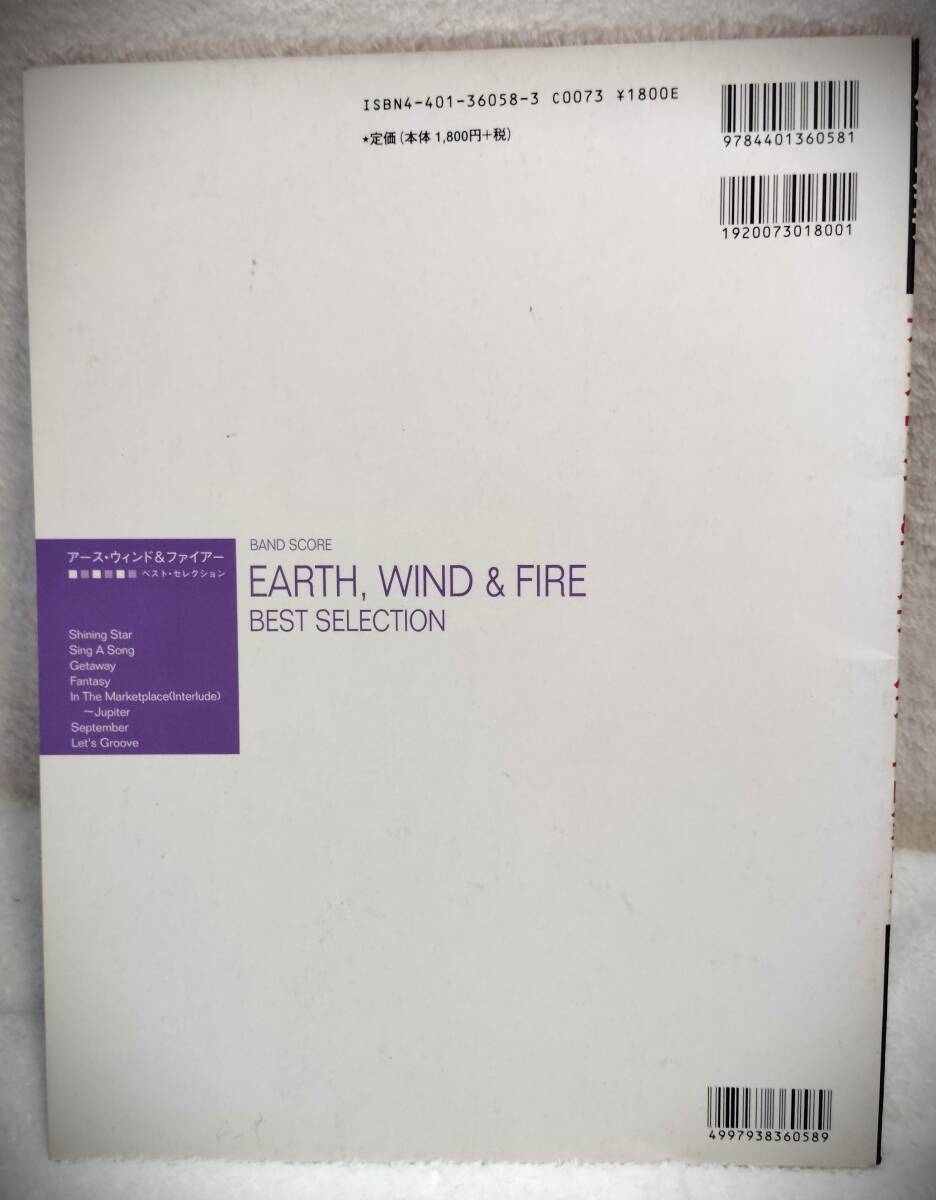 ISBN4-401-36058-3 C0073 ¥1800E
★定価(本体1,800円+税)
9784401360581
1920073018001
アース・ウィンド&ファイアー
ベスト・セレクション
Shining Star
Sing A Song
Getaway
Fantasy
In The Marketplace(Interlude)
〜Jupiter
September
Let's Groove
BAND SCORE
EARTH, WIND & FIRE
BEST SELECTION
4997938360589